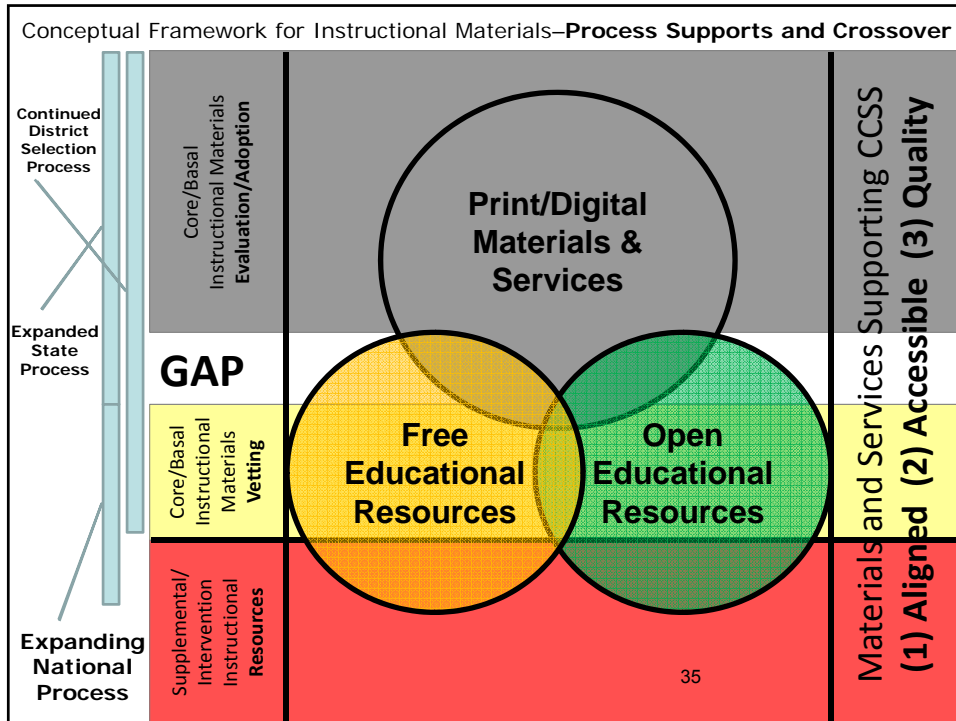 Conceptual Framework for Instructional Materials–Process Supports and Crossover
Continued
District
Selection
Process
Expanded
State
Process
Expanding
National
Process
Core/Basal
Instructional Materials
Evaluation/Adoption
GAP
Core/Basal
Instructional
Materials
Vetting
Supplemental/
Intervention
Instructional
Resources
Print/Digital
Materials &
Services
Free
Educational
Resources
Open
Educational
Resources
35
Materials and Services Supporting CCSS
(1) Aligned (2) Accessible (3) Quality